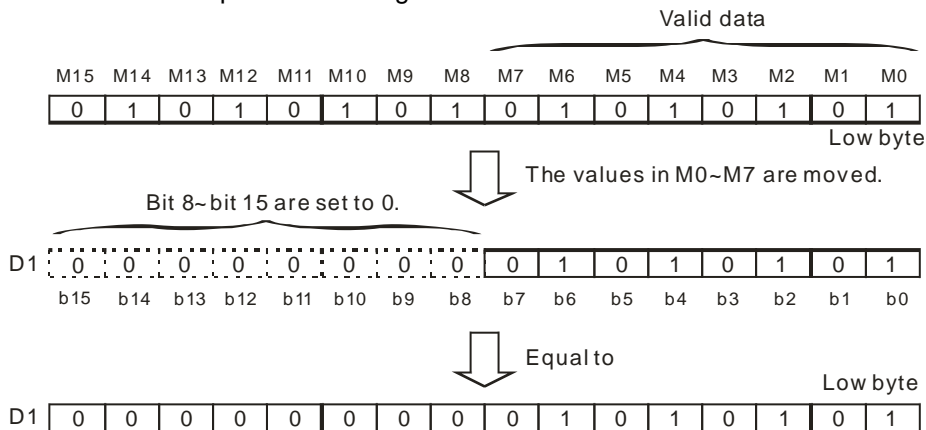 Valid data
M15 M14 M13 M12 M11 M10 M9 M8 M7 M6 M5 M4 M3 M2 M1 M0
0 1 0 1 0 1 0 1 0 1 0 1 0 1 0 1
Low byte
The values in M0~M7 are moved.
Bit 8~bit 15 are set to 0.
D1 0 0 0 0 0 0 0 0 0 1 0 1 0 1 0 1
b15 b14 b13 b12 b11 b10 b9 b8 b7 b6 b5 b4 b3 b2 b1 b0
Equal to
Low byte
D1 0 0 0 0 0 0 0 0 0 1 0 1 0 1 0 1